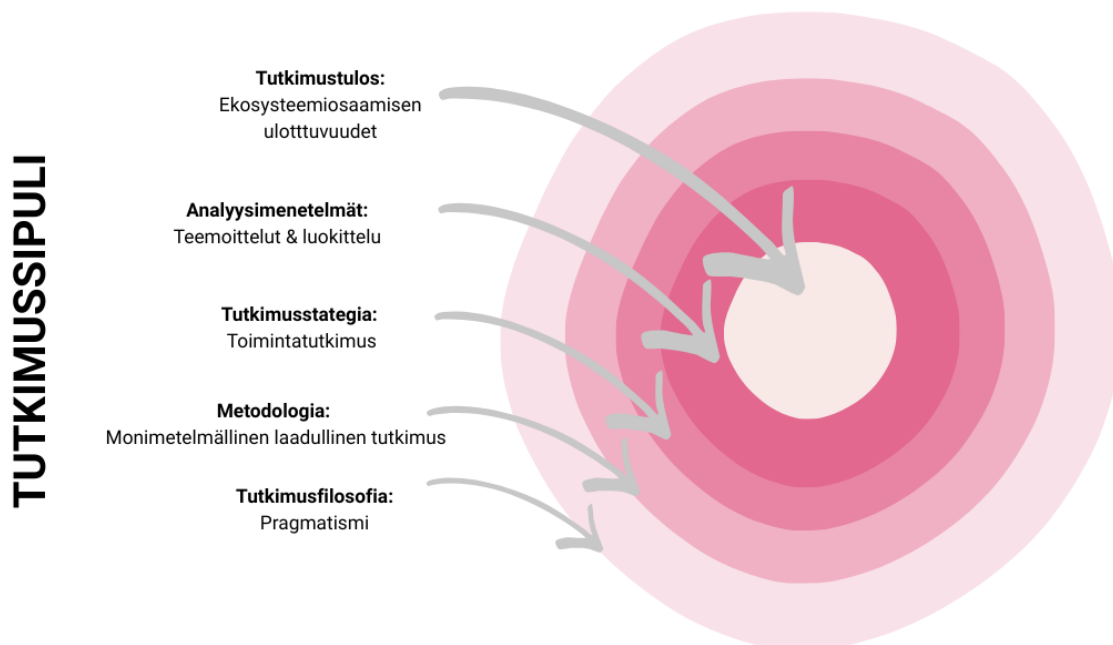 TUTKIMUSSIPULI
Tutkimustulos:
Ekosysteemiosaamisen
ulotttuvuudet
Analyysimenetelmät:
Teemoittelut & luokittelu
Tutkimusstategia:
Toimintatutkimus
Metodologia:
Monimetelmällinen laadullinen tutkimus
Tutkimusfilosofia:
Pragmatismi